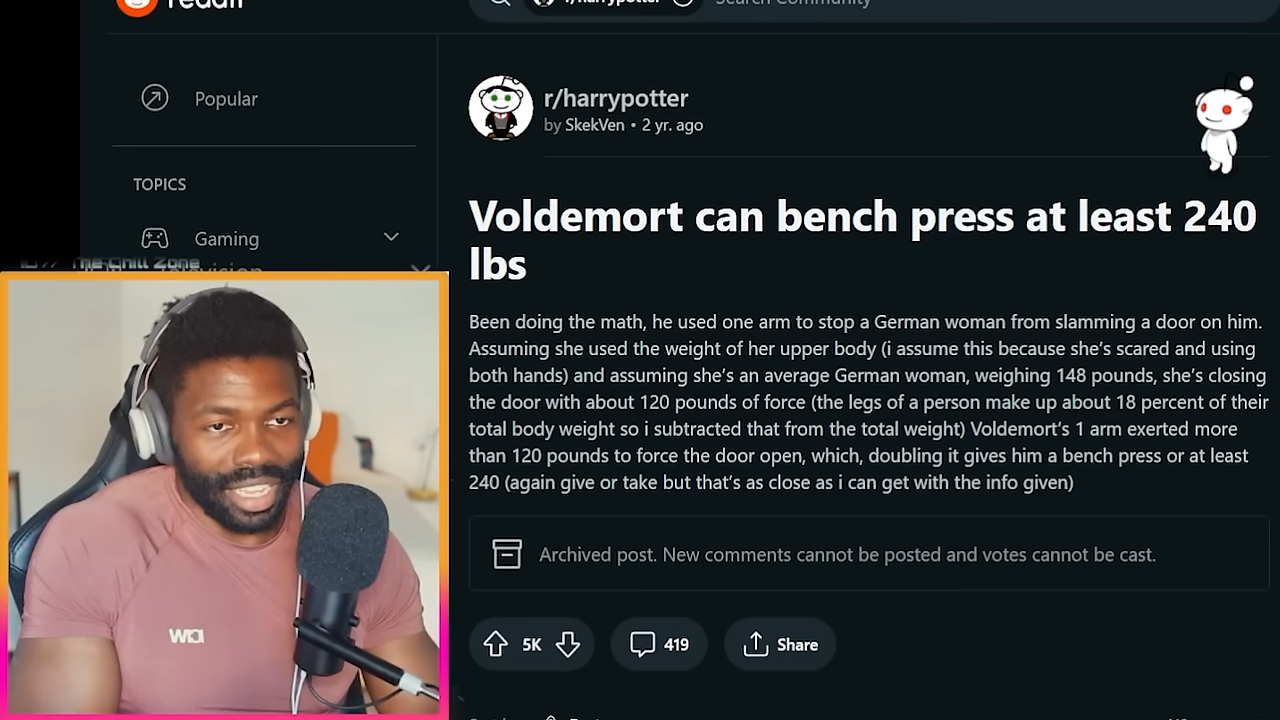 reddit
r/harrypotter
Search Community
Popular
r/harrypotter
by SkekVen • 2 yr. ago
TOPICS
Voldemort can bench press at least 240
lbs
Gaming
The Chill Zone
Been doing the math, he used one arm to stop a German woman from slamming a door on him.
Assuming she used the weight of her upper body (i assume this because she’s scared and using
both hands) and assuming she’s an average German woman, weighing 148 pounds, she’s closing
the door with about 120 pounds of force (the legs of a person make up about 18 percent of their
total body weight so i subtracted that from the total weight) Voldemort’s 1 arm exerted more
than 120 pounds to force the door open, which, doubling it gives him a bench press or at least
240 (again give or take but that’s as close as i can get with the info given)
Archived post. New comments cannot be posted and votes cannot be cast.
5K
419
Share